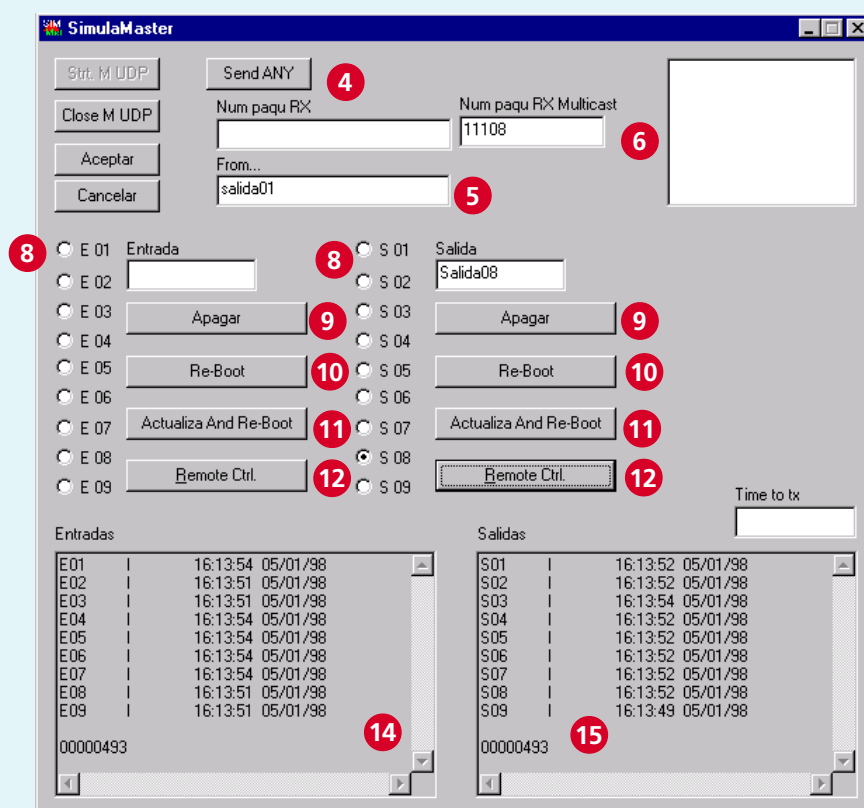 SIM MRI SimulaMaster
Strt. M UDP Send ANY 4
Num paqu RX Num paqu RX Multicast
Close M UDP 11108 6
Aceptar From...
Cancelar salida01 5
8 E 01 Entrada 8 S 01 Salida
E 02 S 02 Salida08
E 03 Apagar 9 S 03 Apagar 9
E 04 S 04
E 05 Re-Boot 10 S 05 Re-Boot 10
E 06 S 06
E 07 Actualiza And Re-Boot 11 S 07 Actualiza And Re-Boot 11
E 08 Remote Ctrl. 12 S 08 Remote Ctrl. 12
E 09 S 09
Time to tx
Entradas Salidas
E01 I 16:13:54 05/01/98 S01 I 16:13:52 05/01/98
E02 I 16:13:51 05/01/98 S02 I 16:13:52 05/01/98
E03 I 16:13:51 05/01/98 S03 I 16:13:54 05/01/98
E04 I 16:13:54 05/01/98 S04 I 16:13:52 05/01/98
E05 I 16:13:54 05/01/98 S05 I 16:13:52 05/01/98
E06 I 16:13:54 05/01/98 S06 I 16:13:52 05/01/98
E07 I 16:13:54 05/01/98 S07 I 16:13:52 05/01/98
E08 I 16:13:51 05/01/98 S08 I 16:13:52 05/01/98
E09 I 16:13:51 05/01/98 S09 I 16:13:49 05/01/98
00000493 14 00000493 15